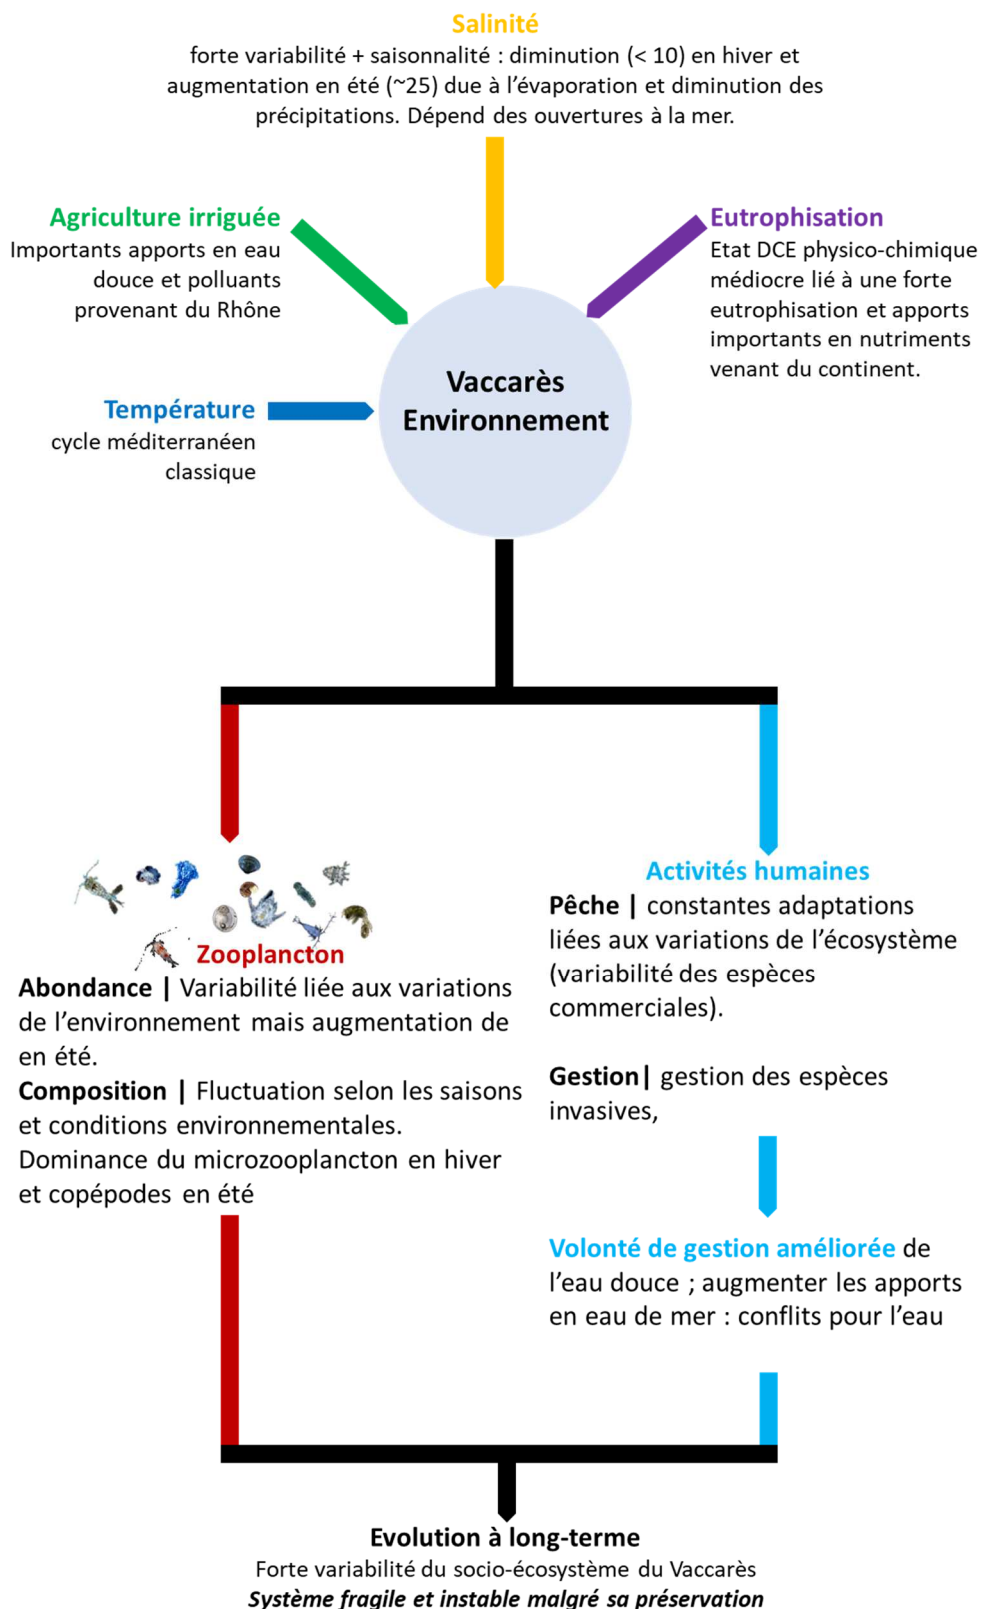 Salinité
forte variabilité + saisonnalité : diminution (< 10) en hiver et
augmentation en été (~25) due à l’évaporation et diminution des
précipitations. Dépend des ouvertures à la mer.
Agriculture irriguée
Importants apports en eau
douce et polluants
provenant du Rhône
Eutrophisation
Etat DCE physico-chimique
médiocre lié à une forte
eutrophisation et apports
importants en nutriments
venant du continent.
Température
cycle méditerranéen
classique
Vaccarès
Environnement
Zooplancton
Abondance | Variabilité liée aux variations
de l’environnement mais augmentation de
en été.
Composition | Fluctuation selon les saisons
et conditions environnementales.
Dominance du microzooplancton en hiver
et copépodes en été
Activités humaines
Pêche | constantes adaptations
liées aux variations de l’écosystème
(variabilité des espèces
commerciales).
Gestion| gestion des espèces
invasives,
Volonté de gestion améliorée de
l’eau douce ; augmenter les apports
en eau de mer : conflits pour l’eau
Evolution à long-terme
Forte variabilité du socio-écosystème du Vaccarès
Système fragile et instable malgré sa préservation